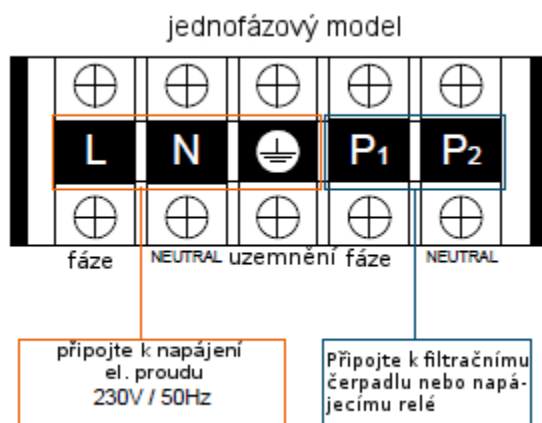 jednofázový model
L N P1 P2
fáze NEUTRAL uzemnění fáze NEUTRAL
připojte k napájení
el. proudu
230V / 50Hz
Připojte k filtračnímu
čerpadlu nebo napá-
jecímu relé